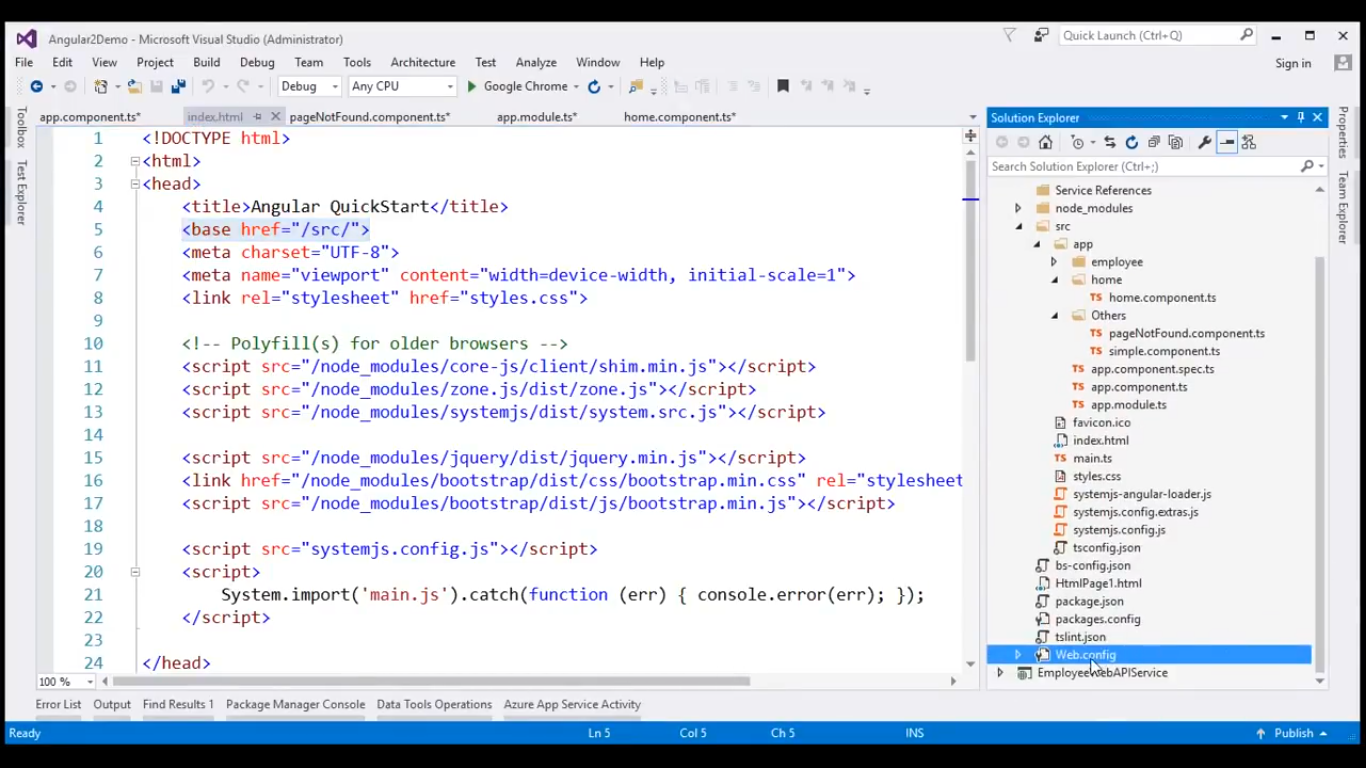 Angular2Demo - Microsoft Visual Studio (Administrator)
Quick Launch (Ctrl+Q)
File Edit View Project Build Debug Team Tools Architecture Test Analyze Window Help
Sign in
Debug Any CPU Google Chrome
Toolbox
Test Explorer
app.component.ts* index.html pageNotFound.component.ts* app.module.ts* home.component.ts*
1 <!DOCTYPE html>
2 <html>
3 <head>
4 <title>Angular QuickStart</title>
5 <base href="/src/">
6 <meta charset="UTF-8">
7 <meta name="viewport" content="width=device-width, initial-scale=1">
8 <link rel="stylesheet" href="styles.css">
9
10 <!-- Polyfill(s) for older browsers -->
11 <script src="/node_modules/core-js/client/shim.min.js"></script>
12 <script src="/node_modules/zone.js/dist/zone.js"></script>
13 <script src="/node_modules/systemjs/dist/system.src.js"></script>
14
15 <script src="/node_modules/jquery/dist/jquery.min.js"></script>
16 <link href="/node_modules/bootstrap/dist/css/bootstrap.min.css" rel="stylesheet
17 <script src="/node_modules/bootstrap/dist/js/bootstrap.min.js"></script>
18
19 <script src="systemjs.config.js"></script>
20 <script>
21 System.import('main.js').catch(function (err) { console.error(err); });
22 </script>
23
24 </head>
100 %
Solution Explorer
Search Solution Explorer (Ctrl+;)
Service References
node_modules
src
app
employee
home
TS home.component.ts
Others
TS pageNotFound.component.ts
TS simple.component.ts
TS app.component.spec.ts
TS app.component.ts
TS app.module.ts
favicon.ico
index.html
TS main.ts
styles.css
systemjs-angular-loader.js
systemjs.config.extras.js
systemjs.config.js
tsconfig.json
bs-config.json
HtmlPage1.html
package.json
packages.config
tslint.json
Web.config
EmployeeWebAPIService
Properties
Team Explorer
Error List Output Find Results 1 Package Manager Console Data Tools Operations Azure App Service Activity
Ready Ln 5 Col 5 Ch 5 INS Publish